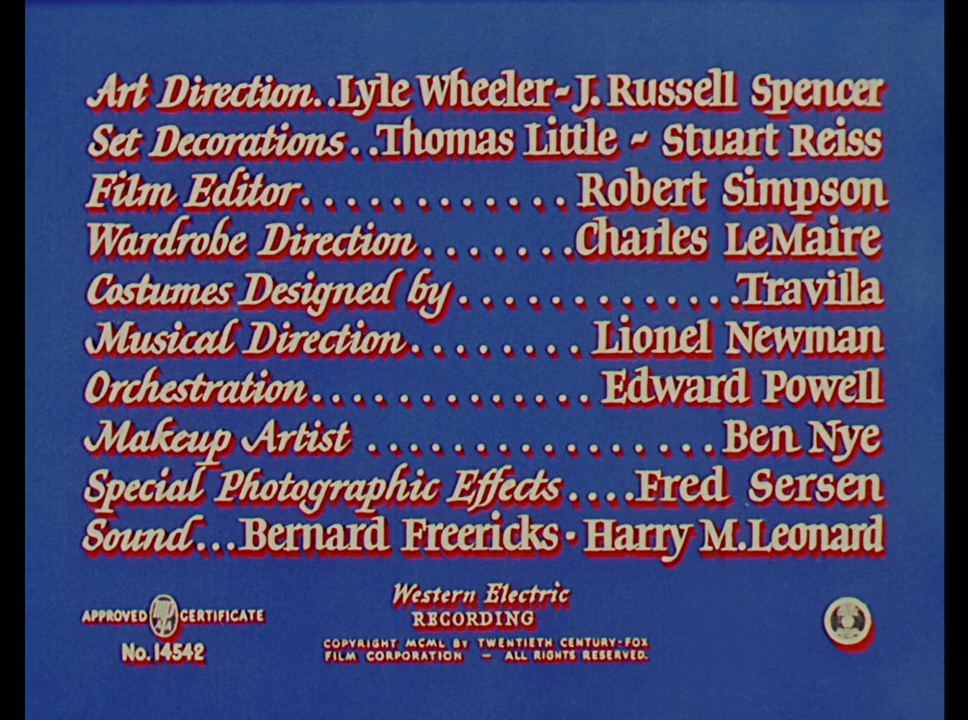 Art Direction..Lyle Wheeler-J. Russell Spencer
Set Decorations..Thomas Little - Stuart Reiss
Film Editor............Robert Simpson
Wardrobe Direction.......Charles LeMaire
Costumes Designed by.............Travilla
Musical Direction........Lionel Newman
Orchestration.............Edward Powell
Makeup Artist .................Ben Nye
Special Photographic Effects....Fred Sersen
Sound...Bernard Freericks·Harry M. Leonard
Western Electric
RECORDING
APPROVED CERTIFICATE
No. 14542
COPYRIGHT MCML BY TWENTIETH CENTURY-FOX
FILM CORPORATION — ALL RIGHTS RESERVED.